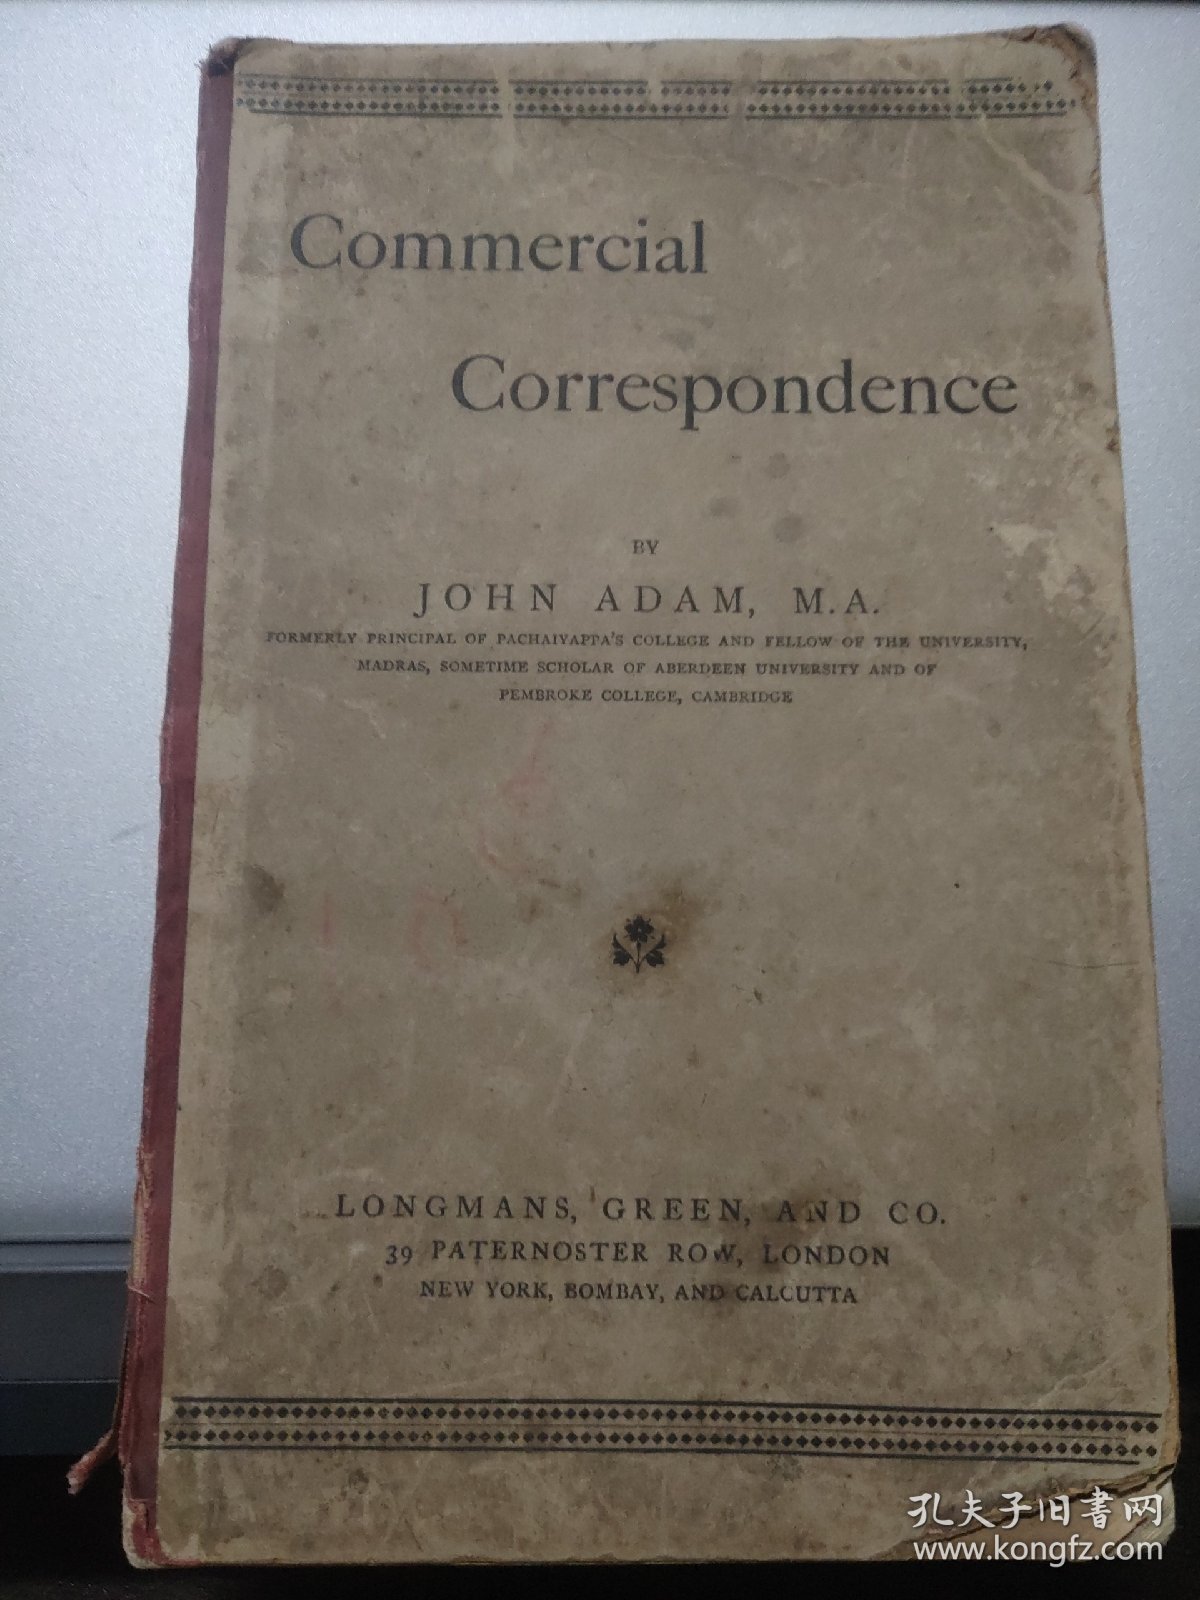 Commercial
Correspondence
BY
JOHN ADAM, M.A.
FORMERLY PRINCIPAL OF PACHAIYAPPA'S COLLEGE AND FELLOW OF THE UNIVERSITY,
MADRAS, SOMETIME SCHOLAR OF ABERDEEN UNIVERSITY AND OF
PEMBROKE COLLEGE, CAMBRIDGE
LONGMANS, GREEN, AND CO.
39 PATERNOSTER ROW, LONDON
NEW YORK, BOMBAY, AND CALCUTTA
孔夫子旧书网
www.kongfz.com